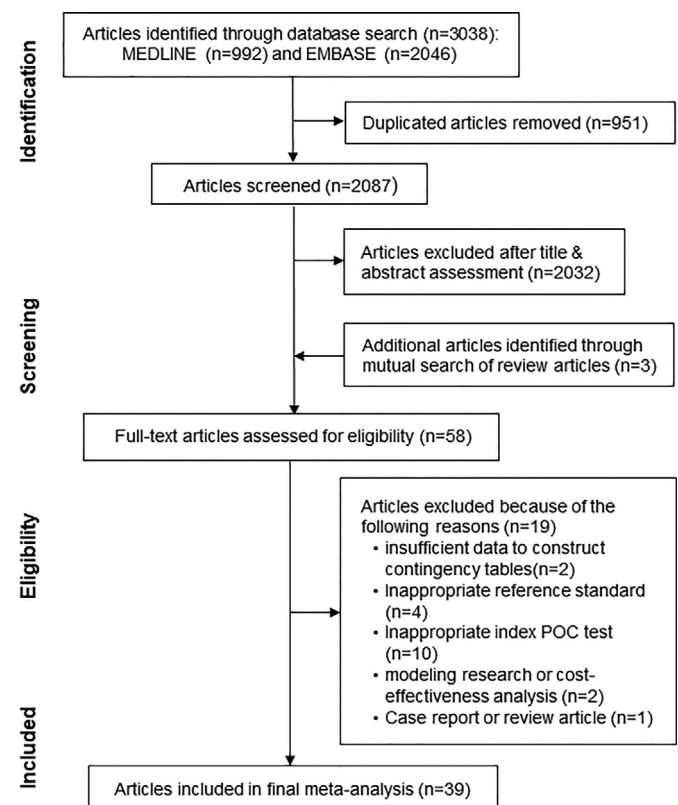 Identification
Articles identified through database search (n=3038):
MEDLINE (n=992) and EMBASE (n=2046)
Duplicated articles removed (n=951)
Articles screened (n=2087)
Screening
Articles excluded after title &
abstract assessment (n=2032)
Additional articles identified through
mutual search of review articles (n=3)
Full-text articles assessed for eligibility (n=58)
Eligibility
Articles excluded because of the
following reasons (n=19)
• insufficient data to construct
contingency tables(n=2)
• Inappropriate reference standard
(n=4)
• Inappropriate index POC test
(n=10)
• modeling research or cost-
effectiveness analysis (n=2)
• Case report or review article (n=1)
Included
Articles included in final meta-analysis (n=39)